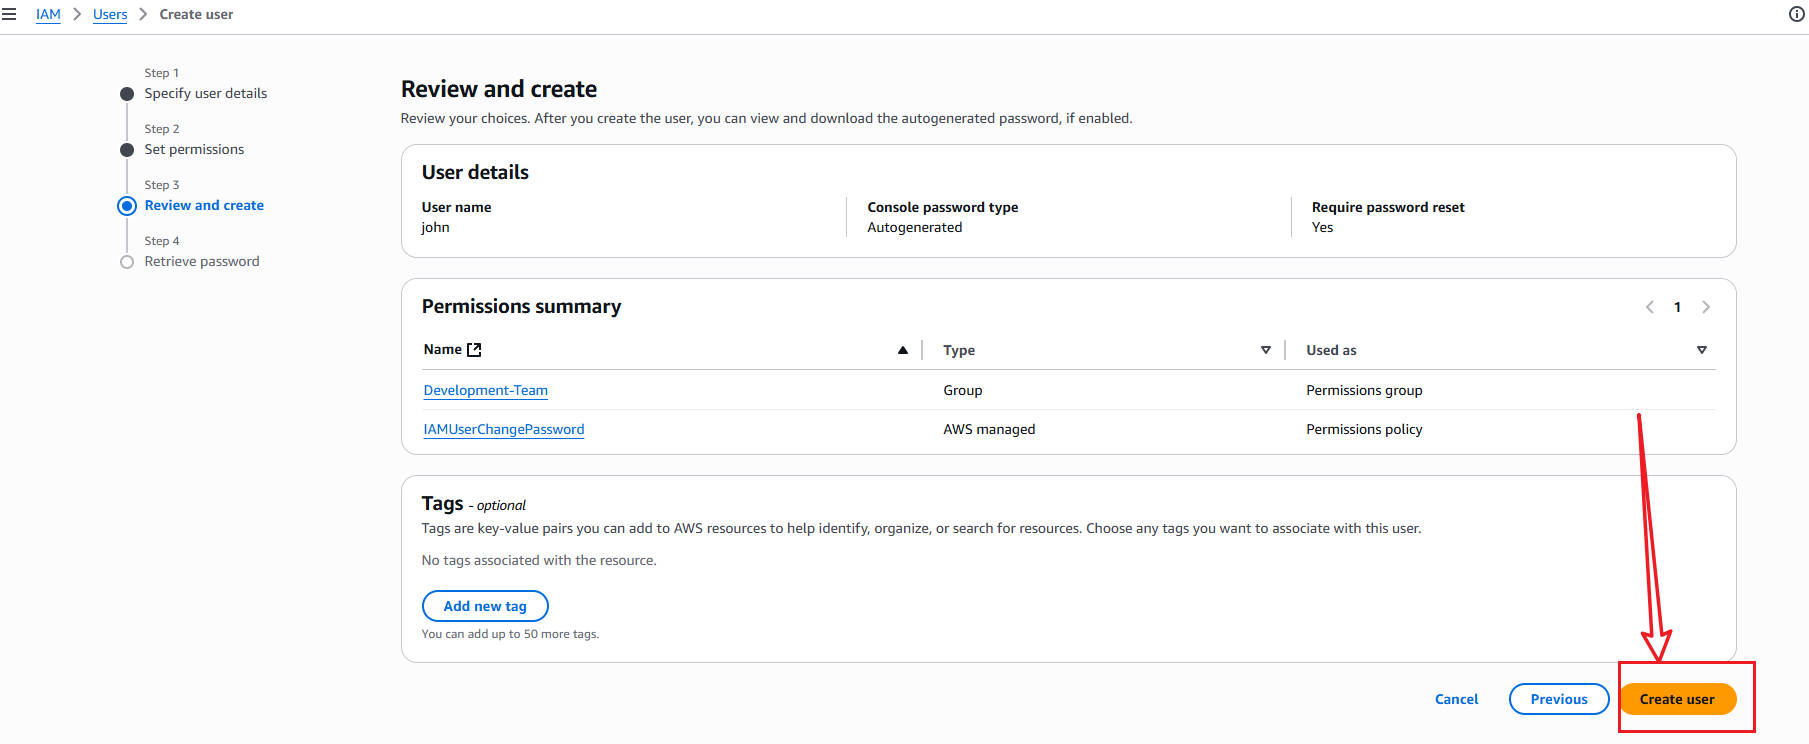 IAM > Users > Create user
Step 1
Specify user details
Step 2
Set permissions
Step 3
Review and create
Step 4
Retrieve password
Review and create
Review your choices. After you create the user, you can view and download the autogenerated password, if enabled.
User details
User name
Console password type
Require password reset
john
Autogenerated
Yes
Permissions summary
1
Name
Type
Used as
Development-Team
Group
Permissions group
IAMUserChangePassword
AWS managed
Permissions policy
Tags - optional
Tags are key-value pairs you can add to AWS resources to help identify, organize, or search for resources. Choose any tags you want to associate with this user.
No tags associated with the resource.
Add new tag
You can add up to 50 more tags.
Cancel
Previous
Create user